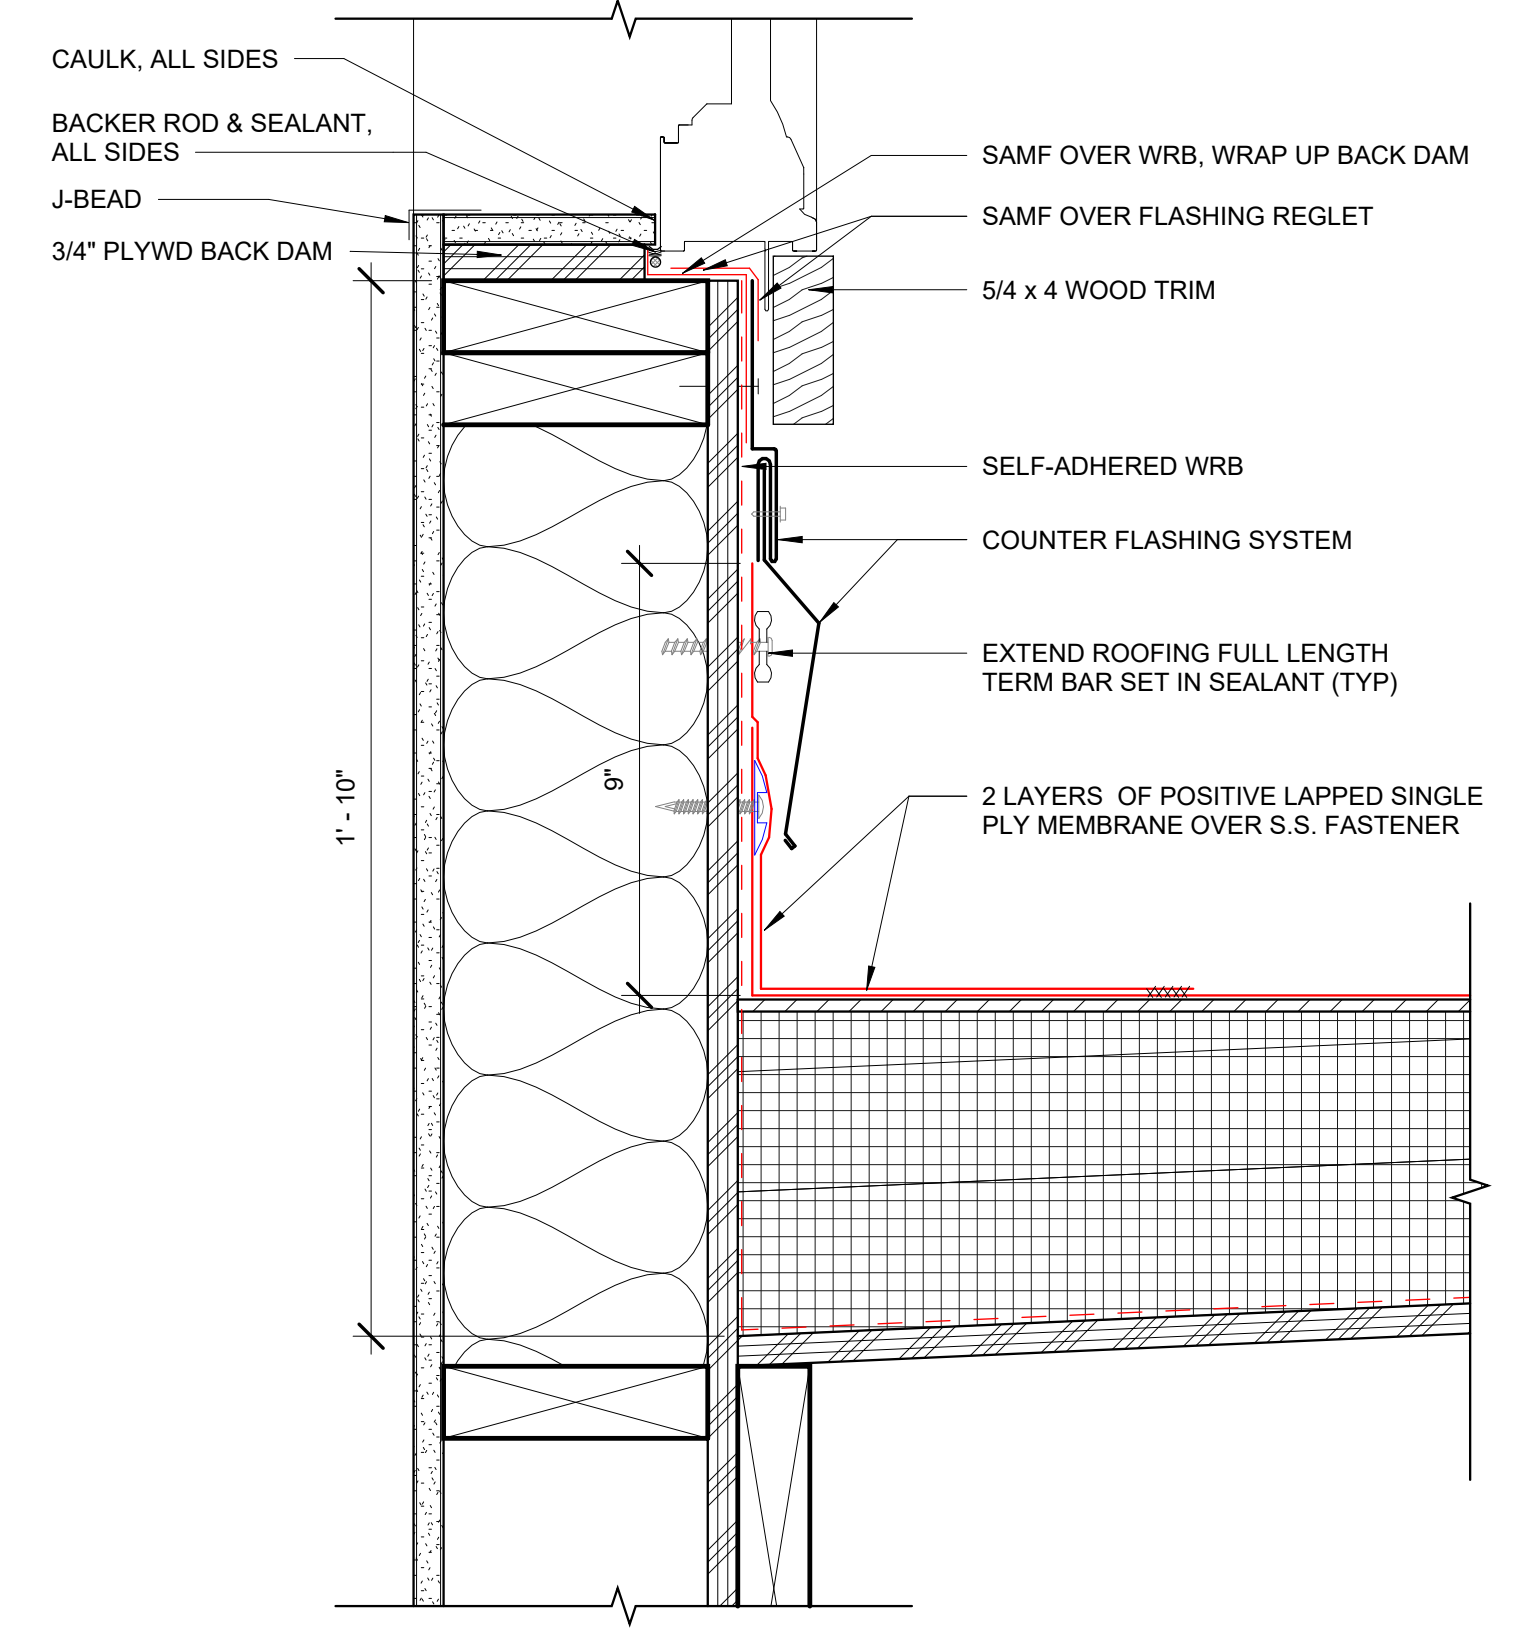 CAULK, ALL SIDES
BACKER ROD & SEALANT,
ALL SIDES
J-BEAD
3/4" PLYWD BACK DAM
SAMF OVER WRB, WRAP UP BACK DAM
SAMF OVER FLASHING REGLET
5/4 x 4 WOOD TRIM
SELF-ADHERED WRB
COUNTER FLASHING SYSTEM
EXTEND ROOFING FULL LENGTH
TERM BAR SET IN SEALANT (TYP)
2 LAYERS  OF POSITIVE LAPPED SINGLE
PLY MEMBRANE OVER S.S. FASTENER
1' - 10"
9"